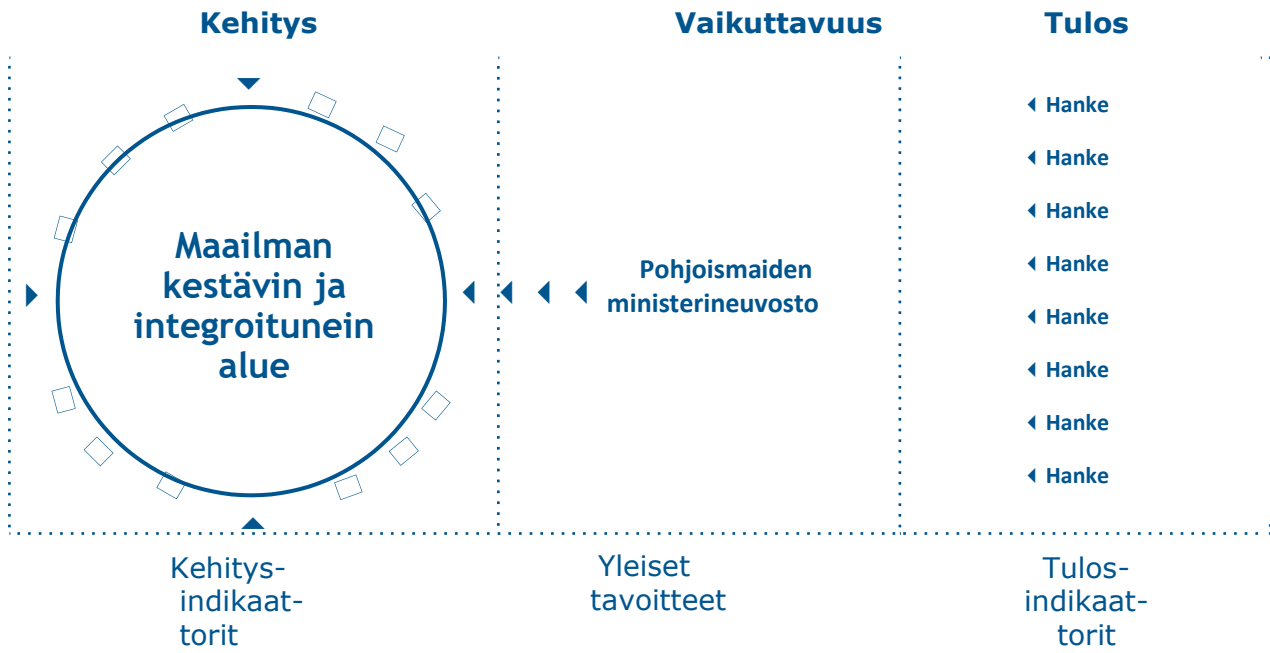 Kehitys
Vaikuttavuus
Tulos
Maailman
kestävin ja
integroitunein
alue
Pohjoismaiden
ministerineuvosto
Hanke
Hanke
Hanke
Hanke
Hanke
Hanke
Hanke
Hanke
Kehitys-
indikaat-
torit
Yleiset
tavoitteet
Tulos-
indikaat-
torit